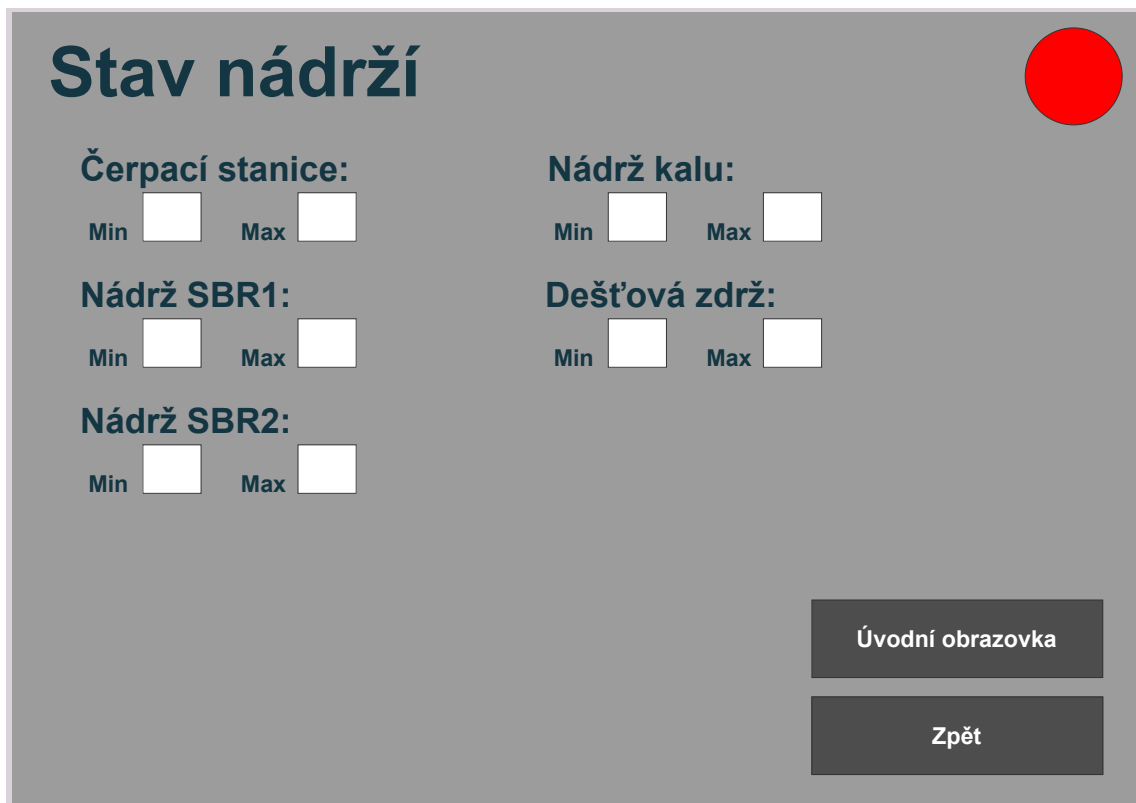 Stav nádrží
Čerpací stanice:
Min Max
Nádrž SBR1:
Min Max
Nádrž SBR2:
Min Max
Nádrž kalu:
Min Max
Dešťová zdrž:
Min Max
Úvodní obrazovka
Zpět